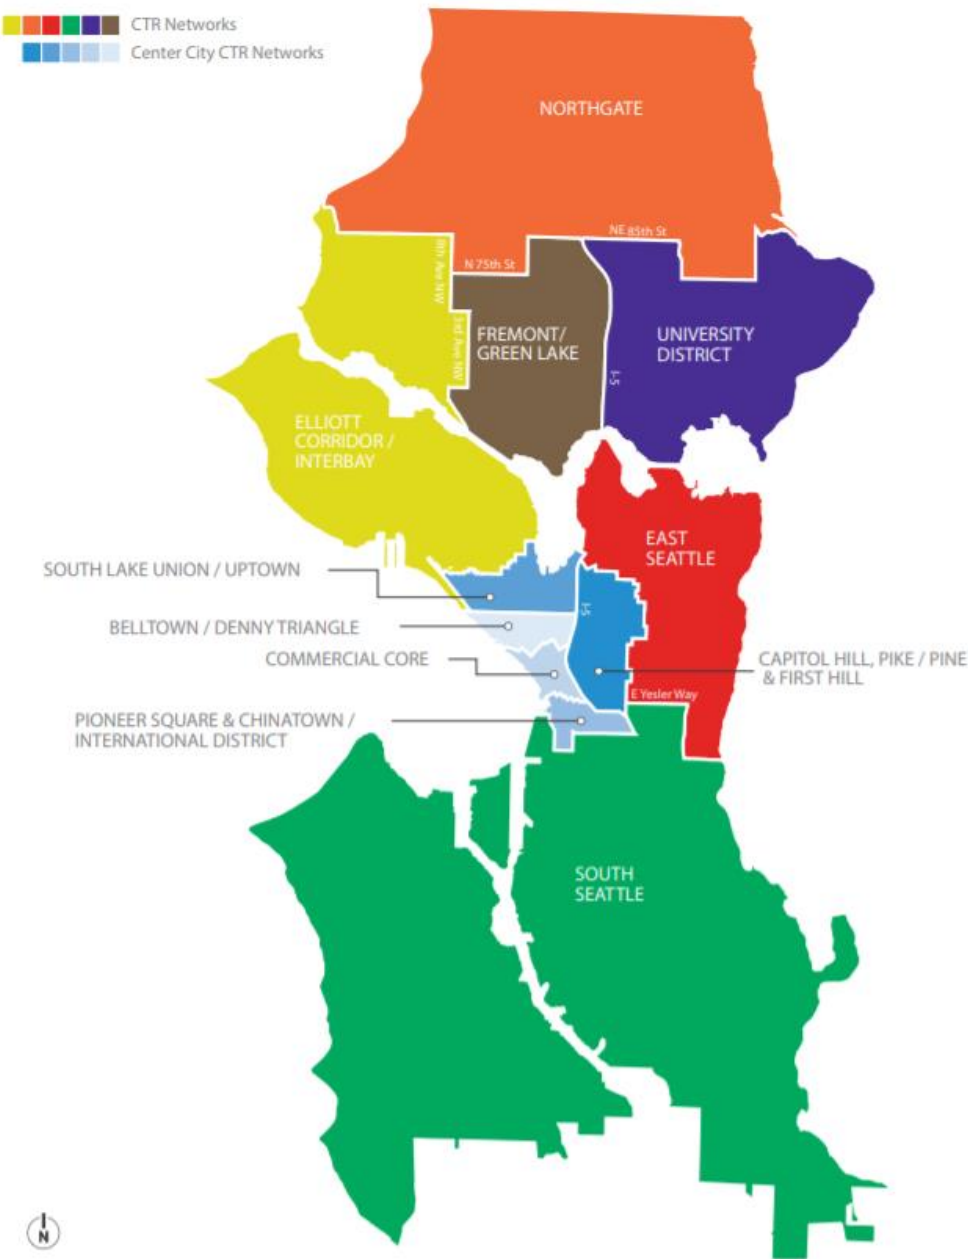 CTR Networks
Center City CTR Networks
NORTHGATE
NE 85th St
8th Ave NW
N 75th St
3rd Ave NW
FREMONT/
GREEN LAKE
UNIVERSITY
DISTRICT
I-5
ELLIOTT
CORRIDOR /
INTERBAY
EAST
SEATTLE
SOUTH LAKE UNION / UPTOWN
I-5
BELLTOWN / DENNY TRIANGLE
COMMERCIAL CORE
CAPITOL HILL, PIKE / PINE
& FIRST HILL
E Yesler Way
PIONEER SQUARE & CHINATOWN /
INTERNATIONAL DISTRICT
SOUTH
SEATTLE
N